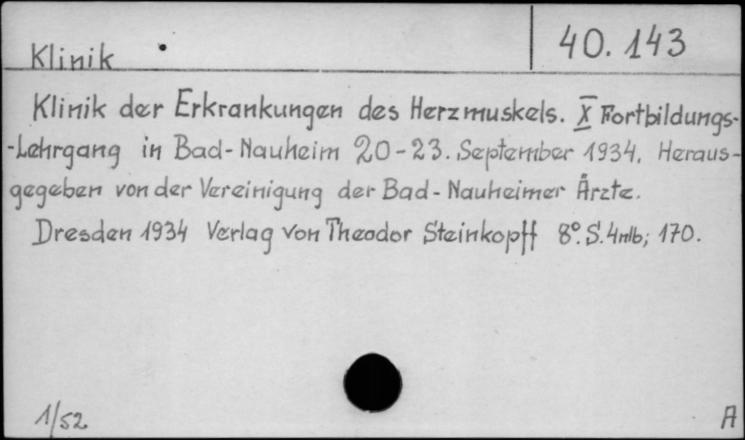 Klinik
40.143
Klinik der Erkrankungen des Herzmuskels. X Fortbildungs-
-Lehrgang in Bad-Nauheim 20-23. September 1934. Heraus-
gegeben von der Vereinigung der Bad-Nauheimer Ärzte.
Dresden 1934 Verlag von Theodor Steinkopff 8°. S. 4nlb; 170.
1/52
A